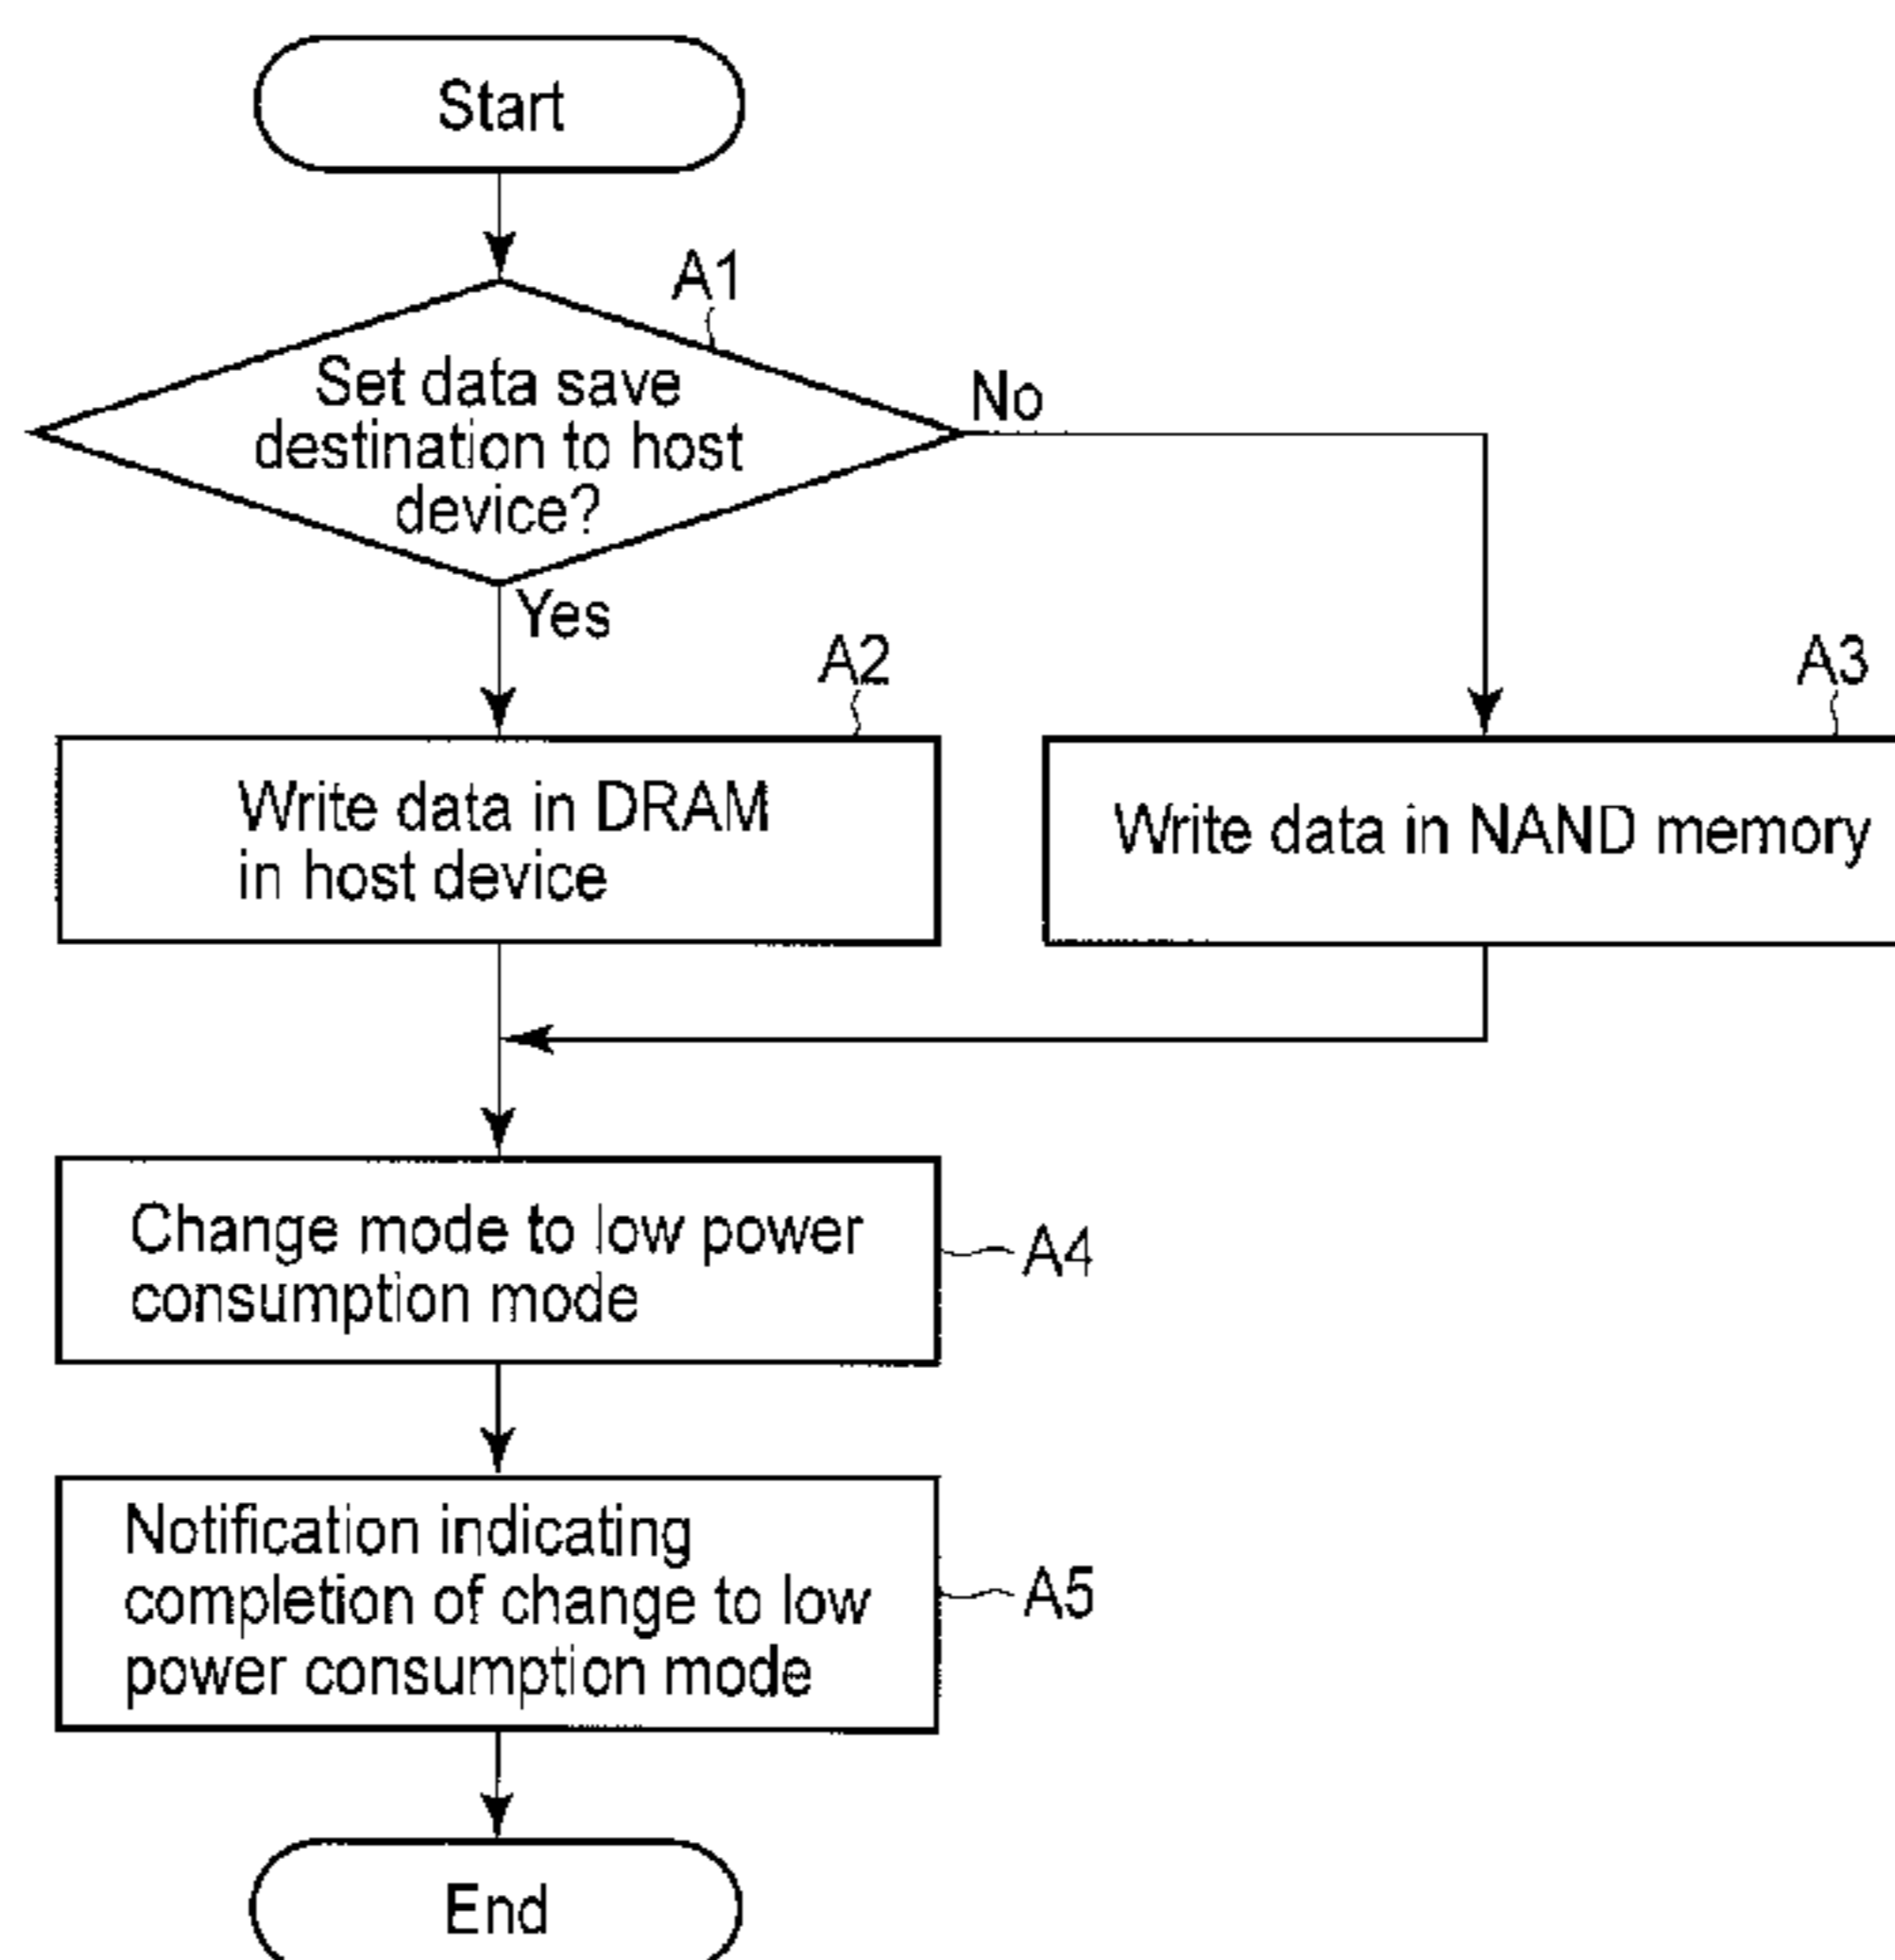 Start
A1
Set data save
destination to host
device?
No
Yes
A2
A3
Write data in DRAM
in host device
Write data in NAND memory
Change mode to low power
consumption mode
A4
Notification indicating
completion of change to low
power consumption mode
A5
End